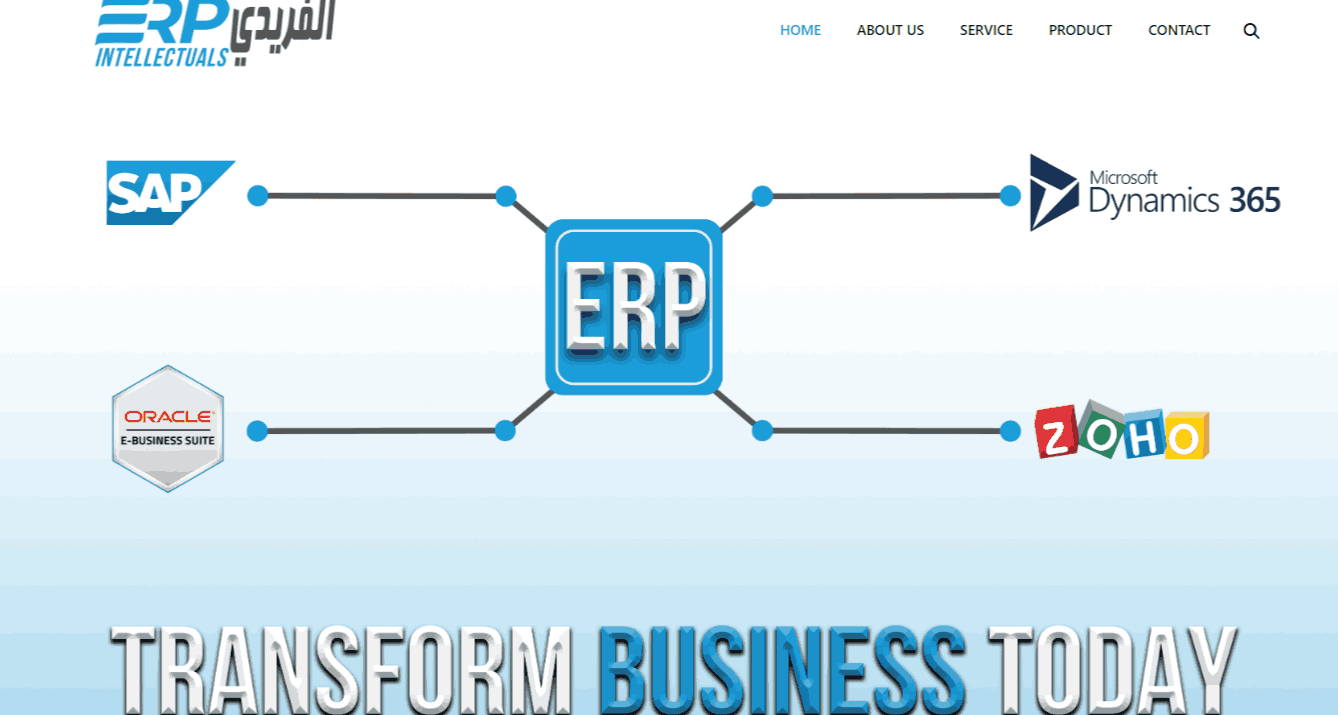 ERP الفريدي
INTELLECTUALS
HOME ABOUT US SERVICE PRODUCT CONTACT
SAP
Microsoft
Dynamics 365
ERP
ORACLE
E-BUSINESS SUITE
ZOHO
TRANSFORM BUSINESS TODAY